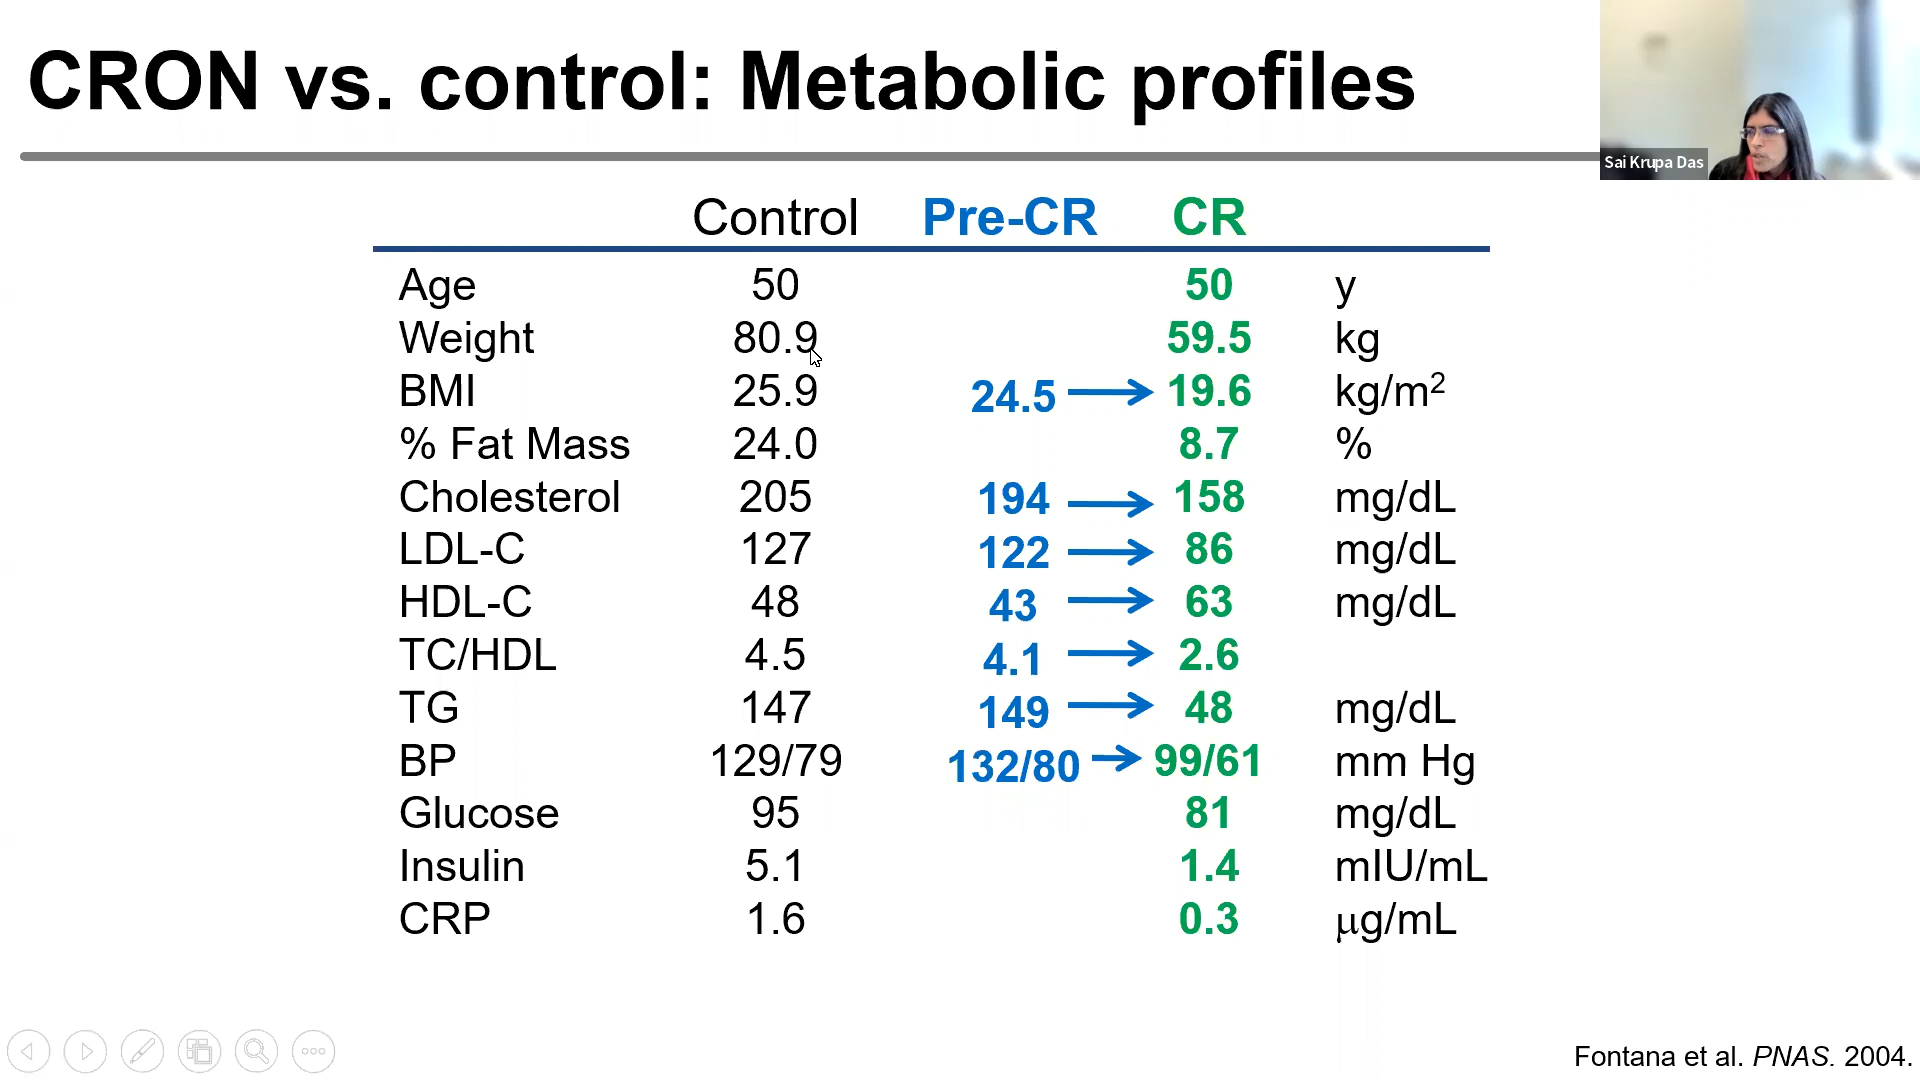 CRON vs. control: Metabolic profiles
Sai Krupa Das
Control Pre-CR CR
Age 50 50 y
Weight 80.9 59.5 kg
BMI 25.9 24.5 19.6 kg/m²
% Fat Mass 24.0 8.7 %
Cholesterol 205 194 158 mg/dL
LDL-C 127 122 86 mg/dL
HDL-C 48 43 63 mg/dL
TC/HDL 4.5 4.1 2.6
TG 147 149 48 mg/dL
BP 129/79 132/80 99/61 mm Hg
Glucose 95 81 mg/dL
Insulin 5.1 1.4 mIU/mL
CRP 1.6 0.3 µg/mL
Fontana et al. PNAS. 2004.